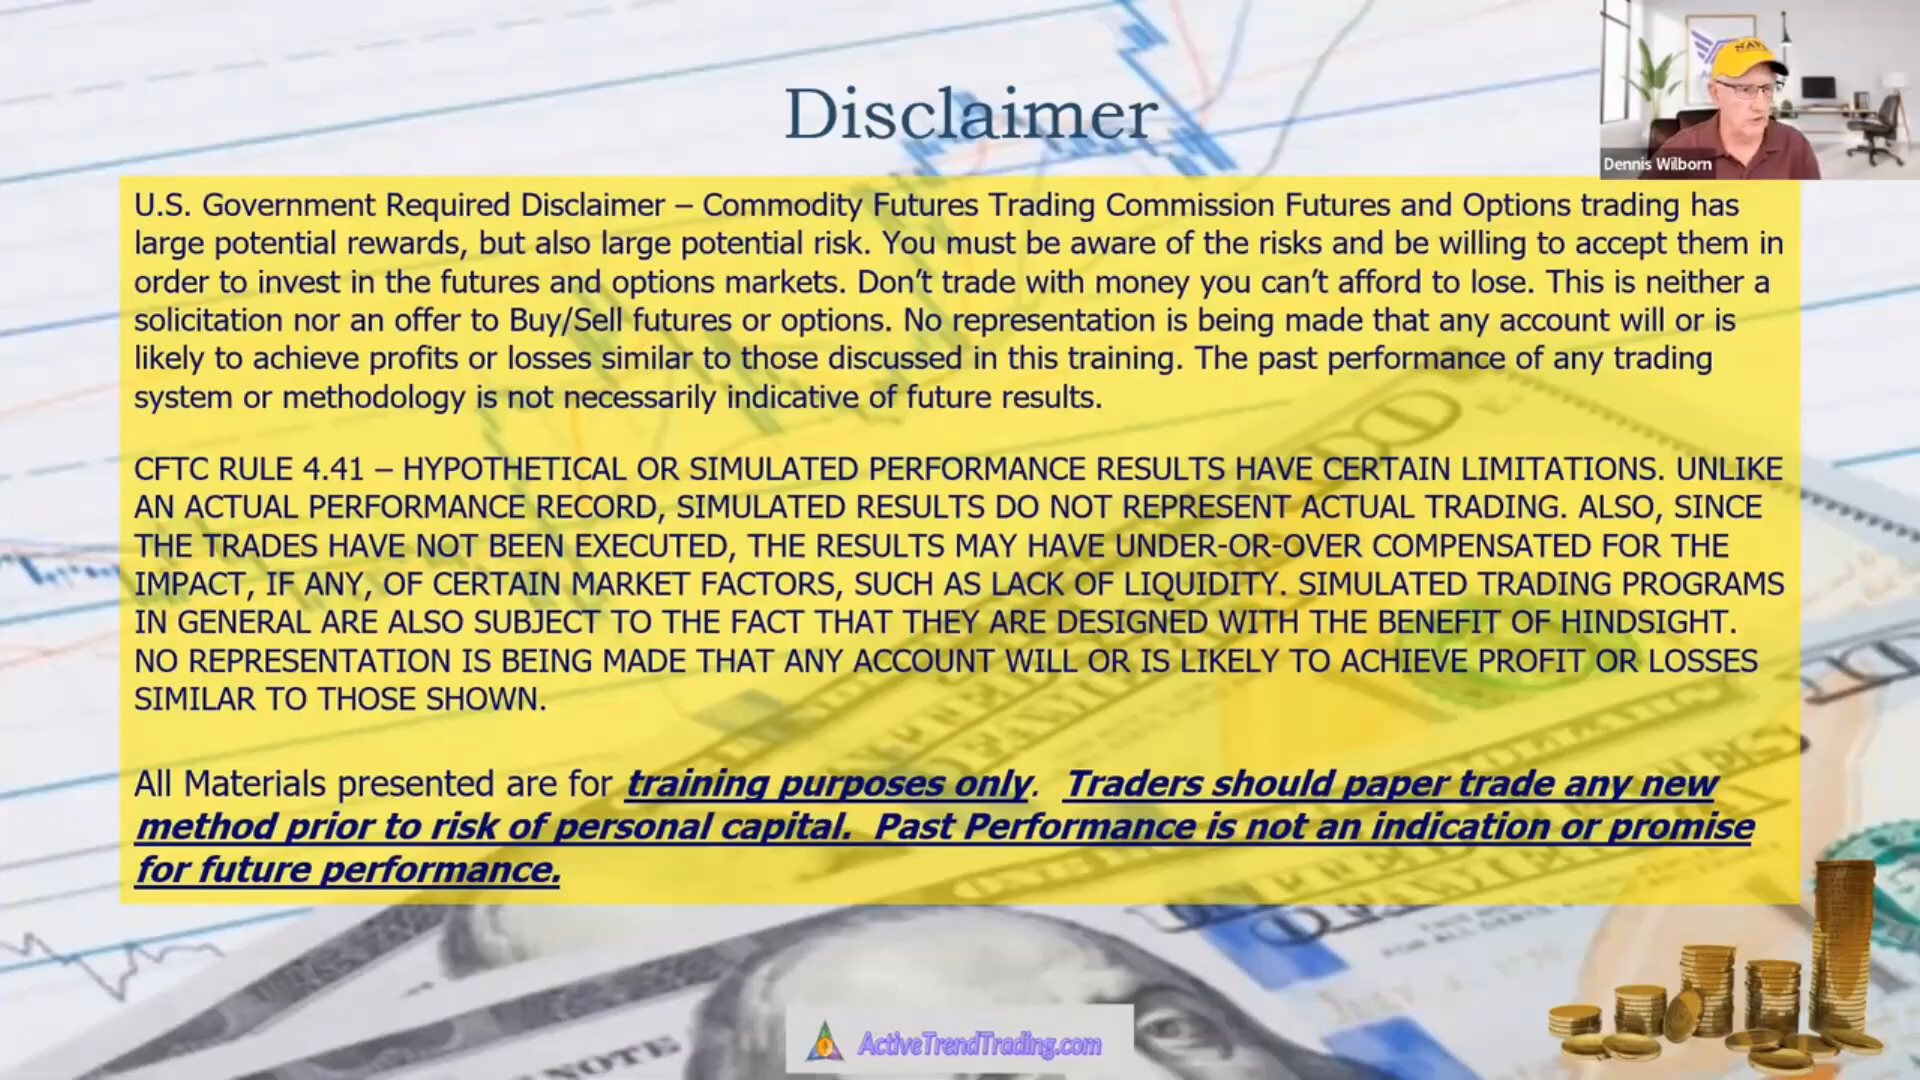 Disclaimer
NAVY
Dennis Wilborn
U.S. Government Required Disclaimer – Commodity Futures Trading Commission Futures and Options trading has
large potential rewards, but also large potential risk. You must be aware of the risks and be willing to accept them in
order to invest in the futures and options markets. Don’t trade with money you can’t afford to lose. This is neither a
solicitation nor an offer to Buy/Sell futures or options. No representation is being made that any account will or is
likely to achieve profits or losses similar to those discussed in this training. The past performance of any trading
system or methodology is not necessarily indicative of future results.
CFTC RULE 4.41 – HYPOTHETICAL OR SIMULATED PERFORMANCE RESULTS HAVE CERTAIN LIMITATIONS. UNLIKE
AN ACTUAL PERFORMANCE RECORD, SIMULATED RESULTS DO NOT REPRESENT ACTUAL TRADING. ALSO, SINCE
THE TRADES HAVE NOT BEEN EXECUTED, THE RESULTS MAY HAVE UNDER-OR-OVER COMPENSATED FOR THE
IMPACT, IF ANY, OF CERTAIN MARKET FACTORS, SUCH AS LACK OF LIQUIDITY. SIMULATED TRADING PROGRAMS
IN GENERAL ARE ALSO SUBJECT TO THE FACT THAT THEY ARE DESIGNED WITH THE BENEFIT OF HINDSIGHT.
NO REPRESENTATION IS BEING MADE THAT ANY ACCOUNT WILL OR IS LIKELY TO ACHIEVE PROFIT OR LOSSES
SIMILAR TO THOSE SHOWN.
All Materials presented are for training purposes only. Traders should paper trade any new
method prior to risk of personal capital. Past Performance is not an indication or promise
for future performance.
NOTE
ActiveTrendTrading.com